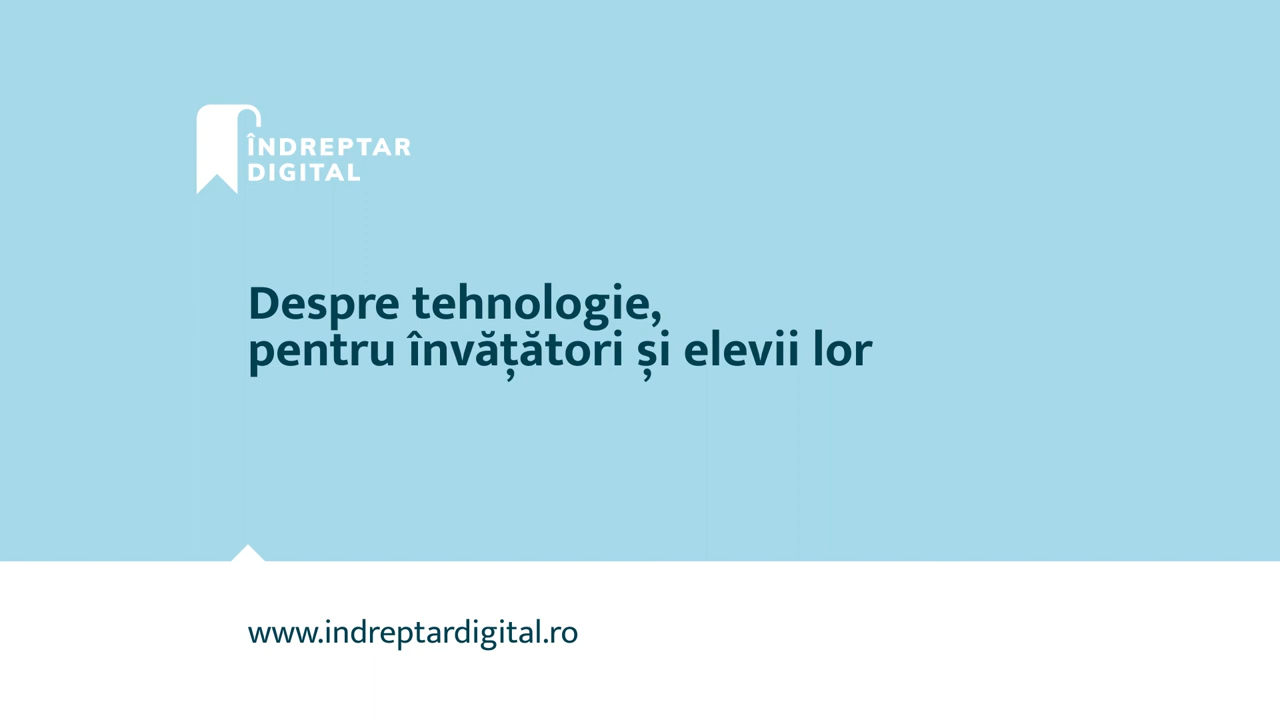 ÎNDREPTAR
DIGITAL
Despre tehnologie,
pentru învățători și elevii lor
www.indreptardigital.ro